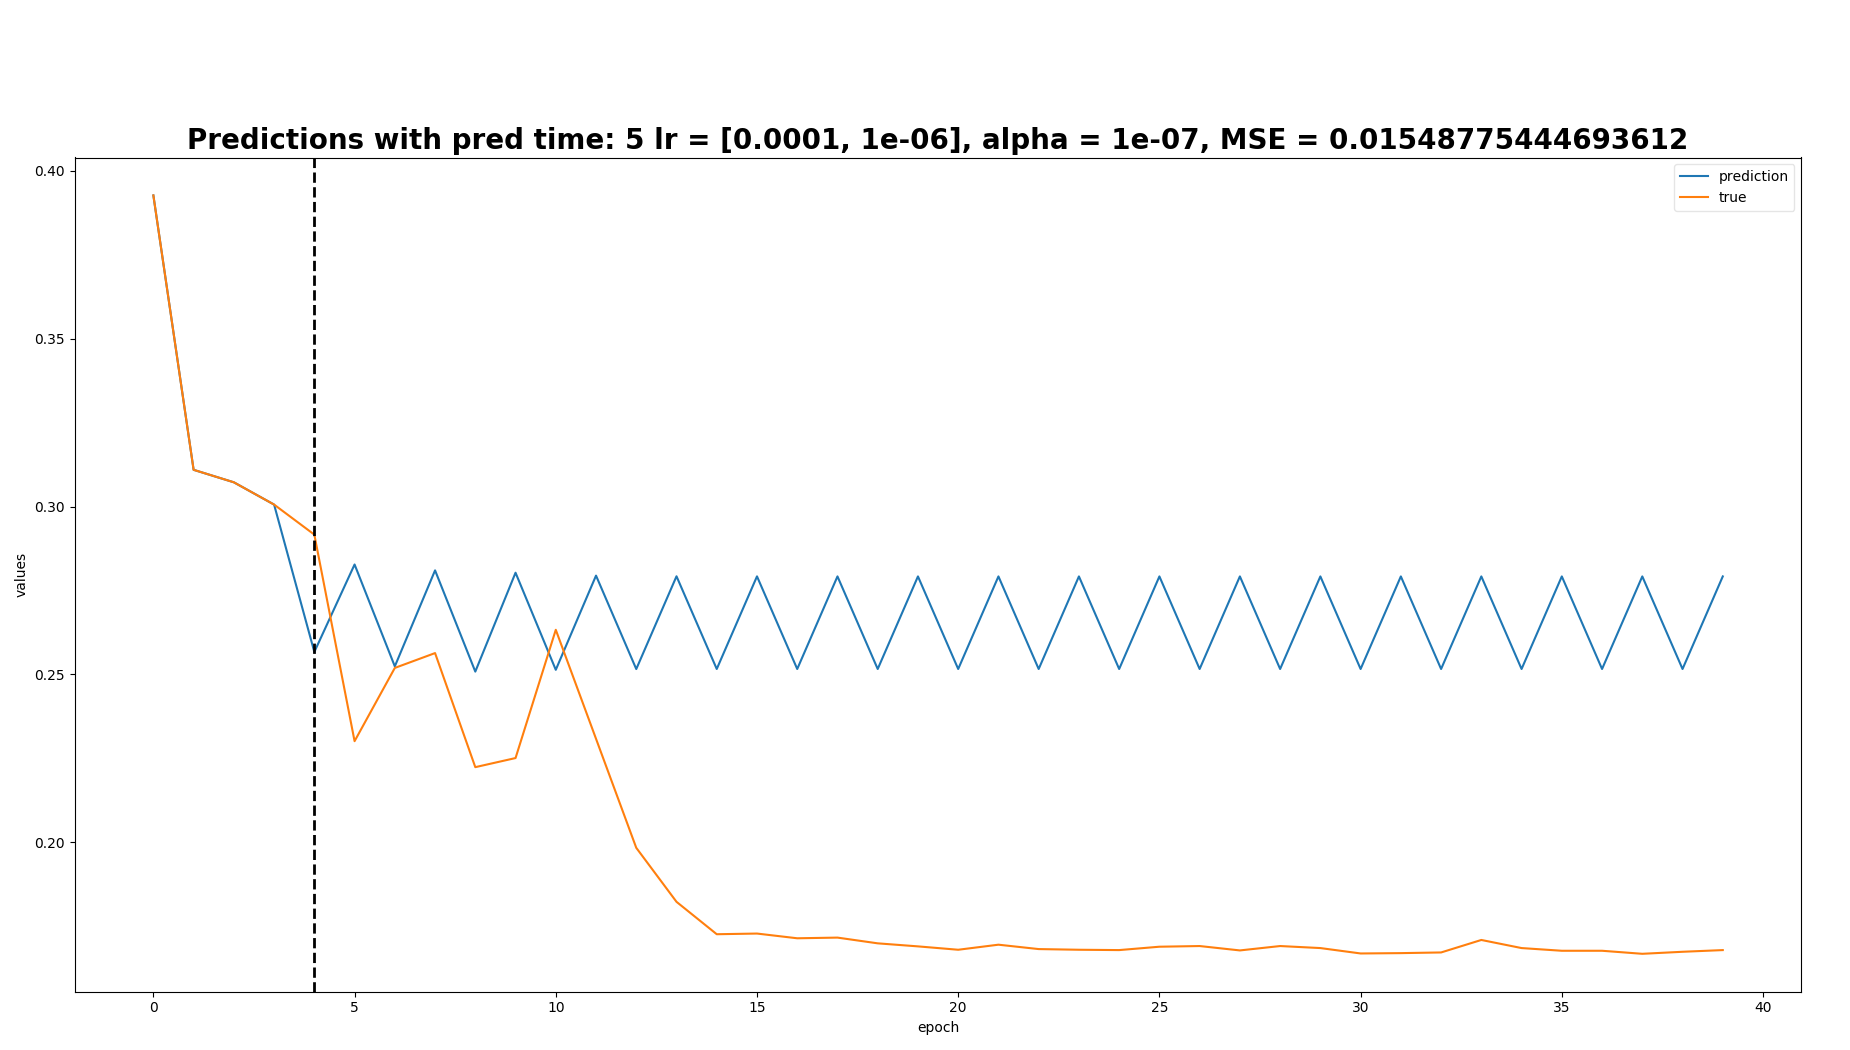 Predictions with pred time: 5 lr = [0.0001, 1e-06], alpha = 1e-07, MSE = 0.01548775444693612
prediction
true
0.40
0.35
0.30
0.25
0.20
values
0 5 10 15 20 25 30 35 40
epoch